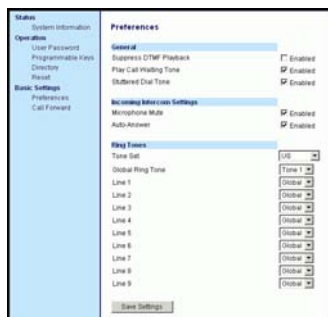 Status
System Information
Operation
User Password
Programmable Keys
Directory
Reset
Basic Settings
Preferences
Call Forward
Preferences
General
Suppress DTMF Playback Enabled
Play Call Waiting Tone Enabled
Stuttered Dial Tone Enabled
Incoming Intercom Settings
Microphone Mute Enabled
Auto-Answer Enabled
Ring Tones
Tone Set US
Global Ring Tone Tone 1
Line 1 Global
Line 2 Global
Line 3 Global
Line 4 Global
Line 5 Global
Line 6 Global
Line 7 Global
Line 8 Global
Line 9 Global
Save Settings